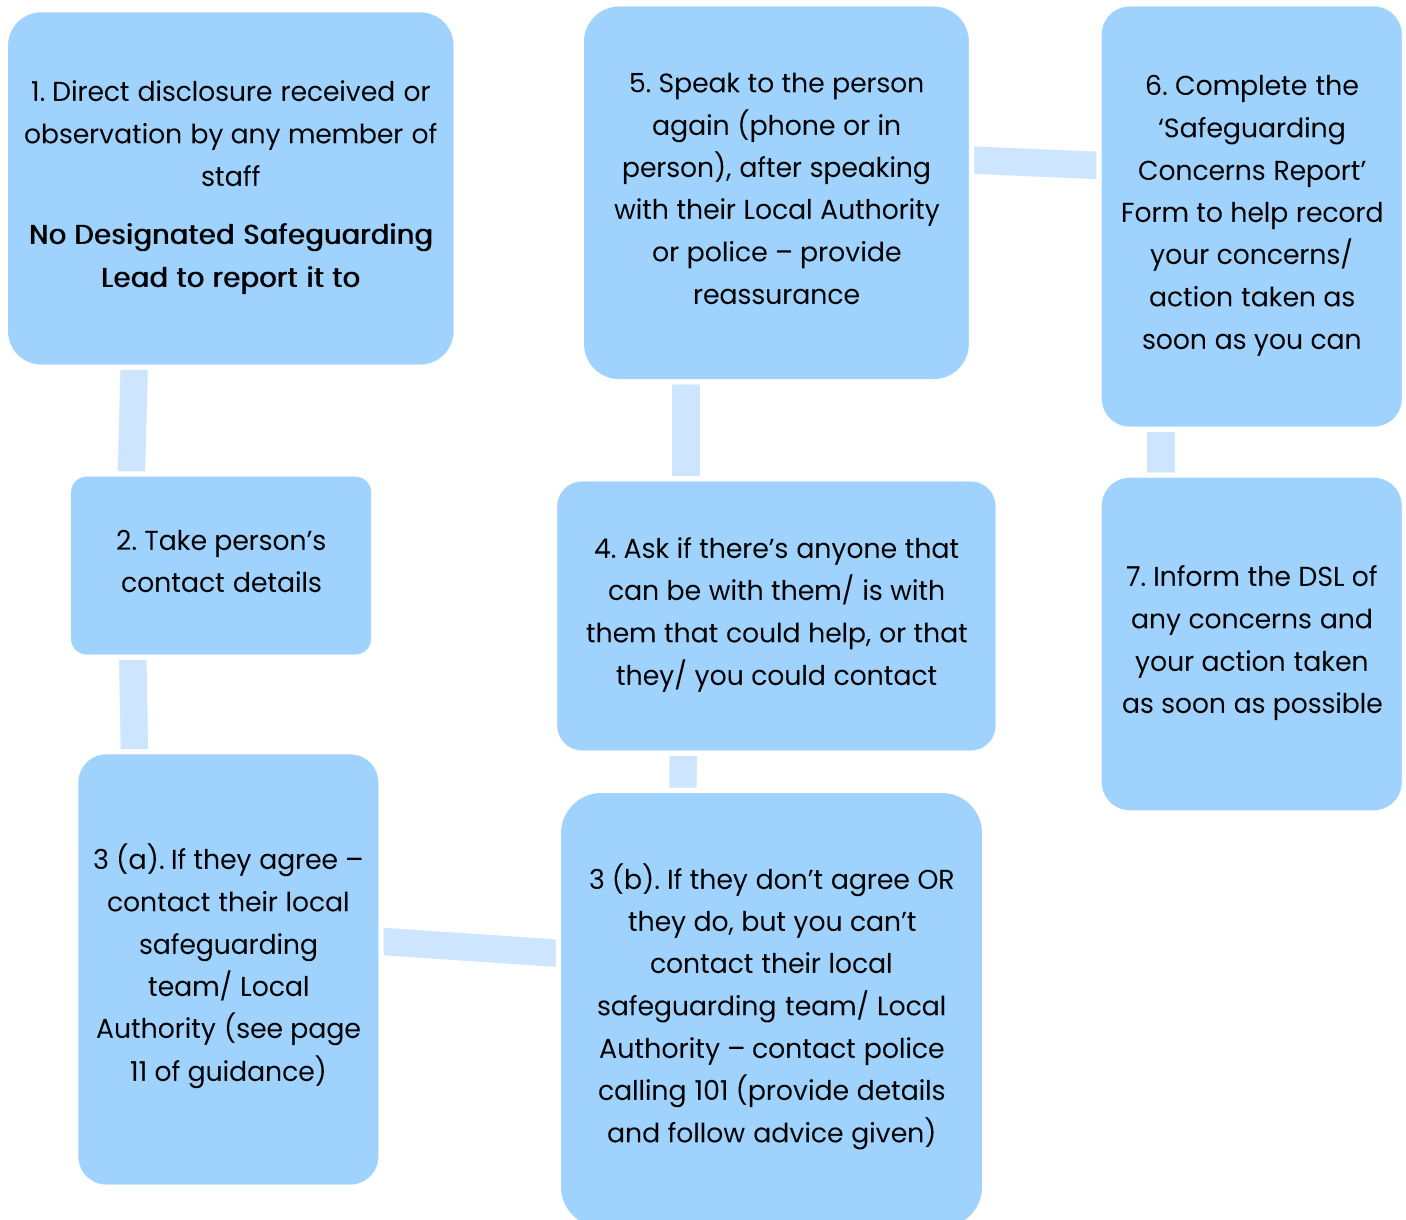 1. Direct disclosure received or
observation by any member of
staff
No Designated Safeguarding
Lead to report it to
2. Take person’s
contact details
3 (a). If they agree –
contact their local
safeguarding
team/ Local
Authority (see page
11 of guidance)
3 (b). If they don’t agree OR
they do, but you can’t
contact their local
safeguarding team/ Local
Authority – contact police
calling 101 (provide details
and follow advice given)
4. Ask if there’s anyone that
can be with them/ is with
them that could help, or that
they/ you could contact
5. Speak to the person
again (phone or in
person), after speaking
with their Local Authority
or police – provide
reassurance
6. Complete the
‘Safeguarding
Concerns Report’
Form to help record
your concerns/
action taken as
soon as you can
7. Inform the DSL of
any concerns and
your action taken
as soon as possible